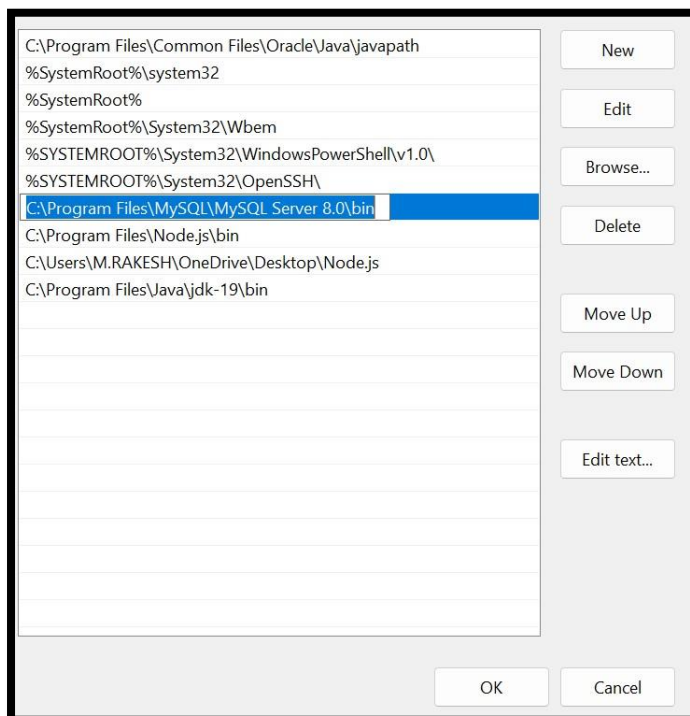 C:\Program Files\Common Files\Oracle\Java\javapath
%SystemRoot%\system32
%SystemRoot%
%SystemRoot%\System32\Wbem
%SYSTEMROOT%\System32\WindowsPowerShell\v1.0\
%SYSTEMROOT%\System32\OpenSSH\
C:\Program Files\MySQL\MySQL Server 8.0\bin
C:\Program Files\Node.js\bin
C:\Users\M.RAKESH\OneDrive\Desktop\Node.js
C:\Program Files\Java\jdk-19\bin
New
Edit
Browse...
Delete
Move Up
Move Down
Edit text...
OK
Cancel